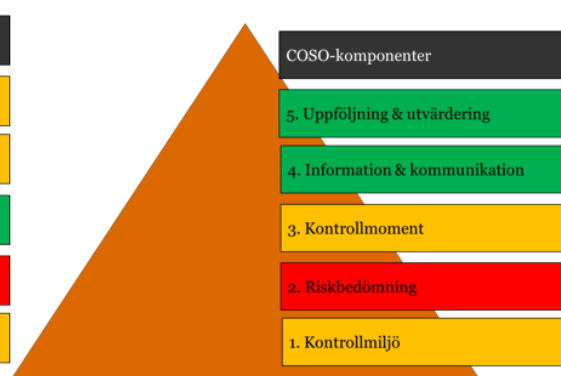 COSO-komponenter
5. Uppföljning & utvärdering
4. Information & kommunikation
3. Kontrollmoment
2. Riskbedömning
1. Kontrollmiljö